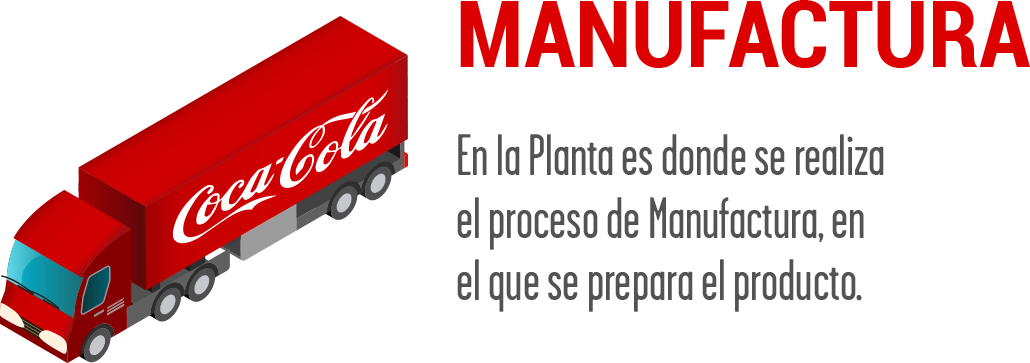 MANUFACTURA
Coca-Cola
En la Planta es donde se realiza
el proceso de Manufactura, en
el que se prepara el producto.